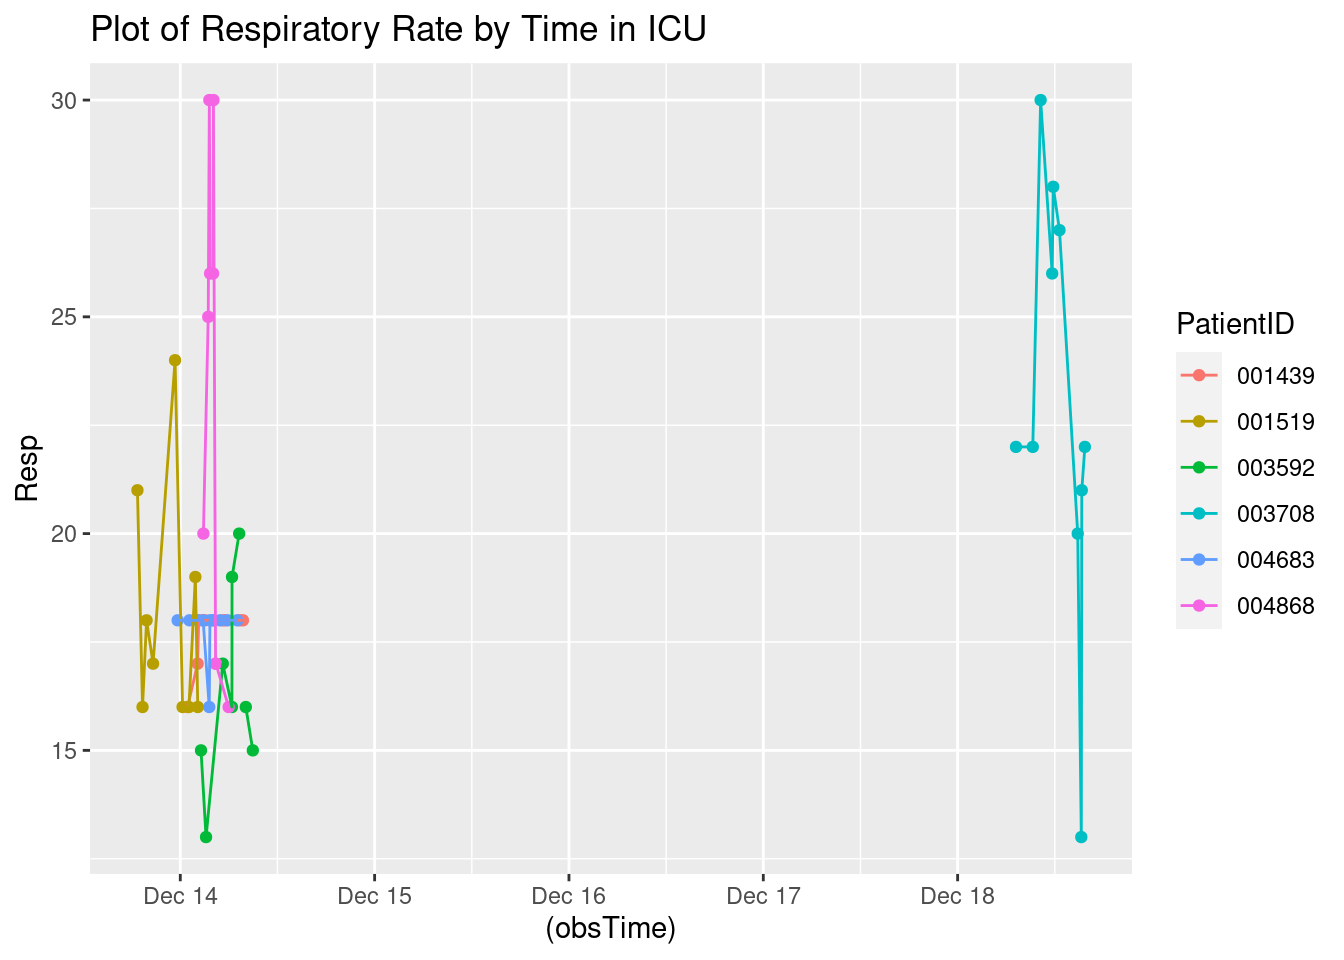 Plot of Respiratory Rate by Time in ICU
30
25
20
15
Resp
Dec 14
Dec 15
Dec 16
Dec 17
Dec 18
(obsTime)
PatientID
001439
001519
003592
003708
004683
004868